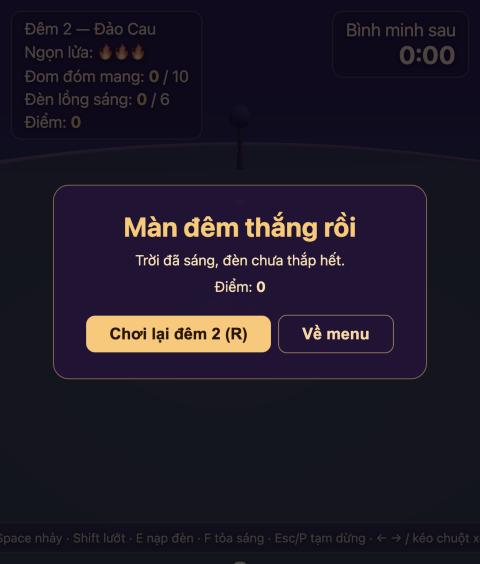 Đêm 2 — Đảo Cau
Ngọn lửa: 🔥🔥🔥
Đom đóm mang: 0 / 10
Đèn lồng sáng: 0 / 6
Điểm: 0
Bình minh sau
0:00
Màn đêm thắng rồi
Trời đã sáng, đèn chưa thắp hết.
Điểm: 0
Chơi lại đêm 2 (R)
Về menu
Space nhảy · Shift lướt · E nạp đèn · F tỏa sáng · Esc/P tạm dừng · ← → / kéo chuột